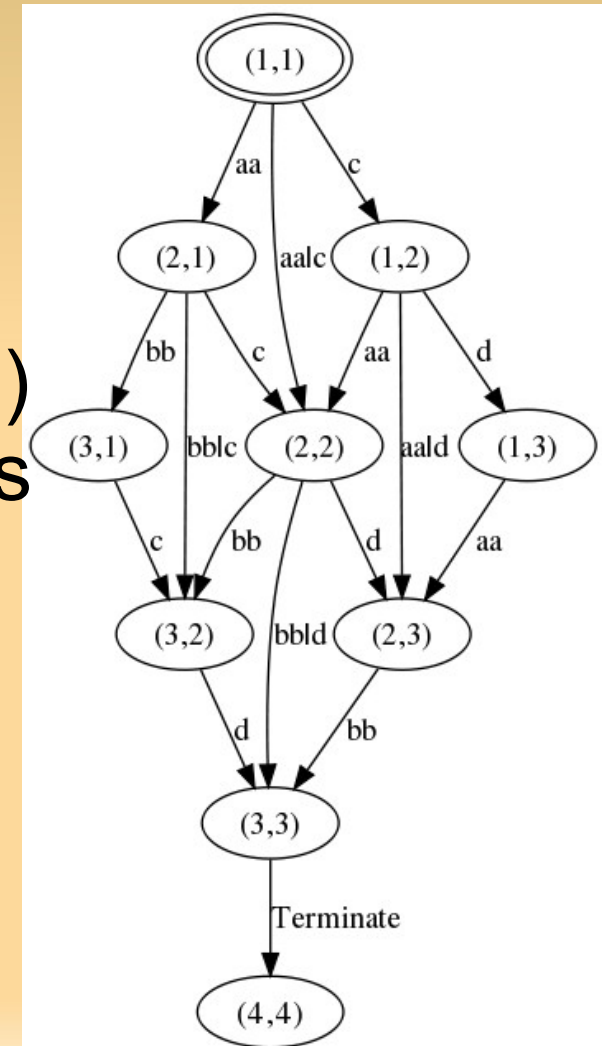 (1,1)
aa
c
(2,1)
aalc
(1,2)
bb
c
aa
d
)
s
(3,1)
bblc
(2,2)
aald
(1,3)
c
bb
d
aa
(3,2)
bbld
(2,3)
d
bb
(3,3)
Terminate
(4,4)